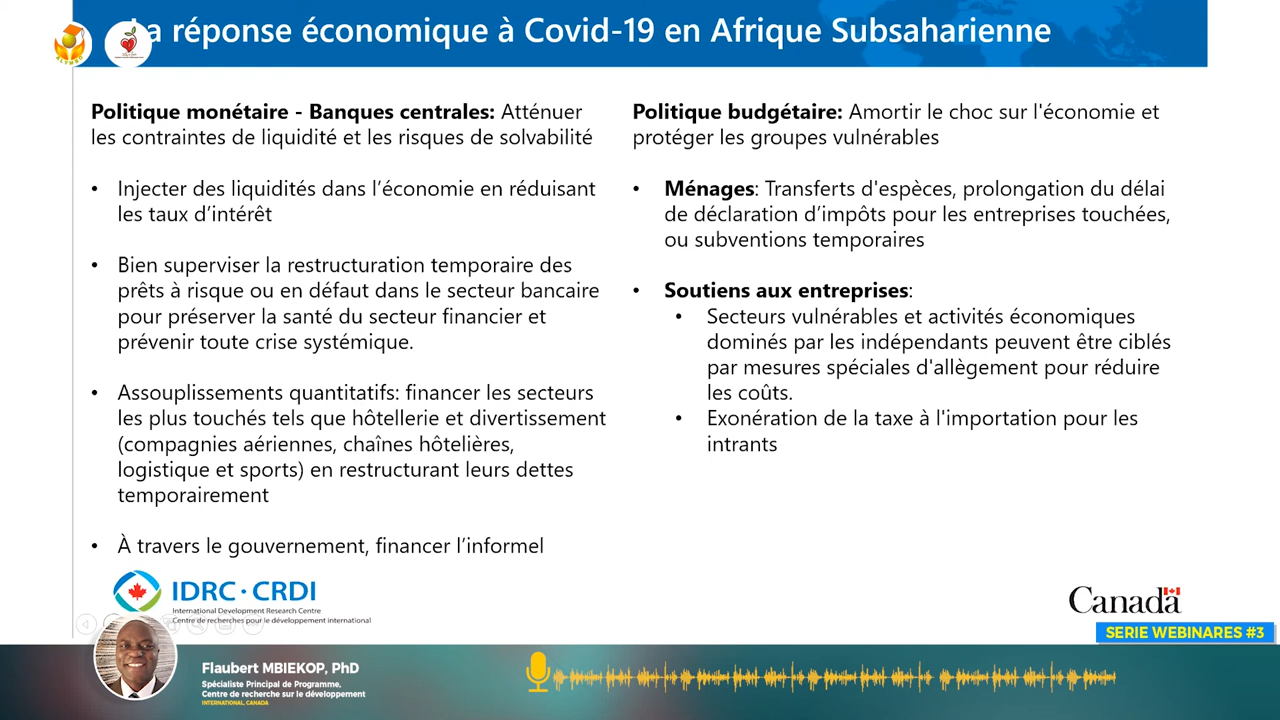 La réponse économique à Covid-19 en Afrique Subsaharienne
Politique monétaire - Banques centrales: Atténuer
les contraintes de liquidité et les risques de solvabilité
• Injecter des liquidités dans l’économie en réduisant
les taux d’intérêt
• Bien superviser la restructuration temporaire des
prêts à risque ou en défaut dans le secteur bancaire
pour préserver la santé du secteur financier et
prévenir toute crise systémique.
• Assouplissements quantitatifs: financer les secteurs
les plus touchés tels que hôtellerie et divertissement
(compagnies aériennes, chaînes hôtelières,
logistique et sports) en restructurant leurs dettes
temporairement
• À travers le gouvernement, financer l’informel
Politique budgétaire: Amortir le choc sur l'économie et
protéger les groupes vulnérables
• Ménages: Transferts d'espèces, prolongation du délai
de déclaration d’impôts pour les entreprises touchées,
ou subventions temporaires
• Soutiens aux entreprises:
• Secteurs vulnérables et activités économiques
dominés par les indépendants peuvent être ciblés
par mesures spéciales d'allègement pour réduire
les coûts.
• Exonération de la taxe à l'importation pour les
intrants
IDRC · CRDI
International Development Research Centre
Centre de recherches pour le développement international
Canada
SERIE WEBINARES #3
Flaubert MBIEKOP, PhD
Spécialiste Principal de Programme,
Centre de recherche sur le développement
INTERNATIONAL, CANADA